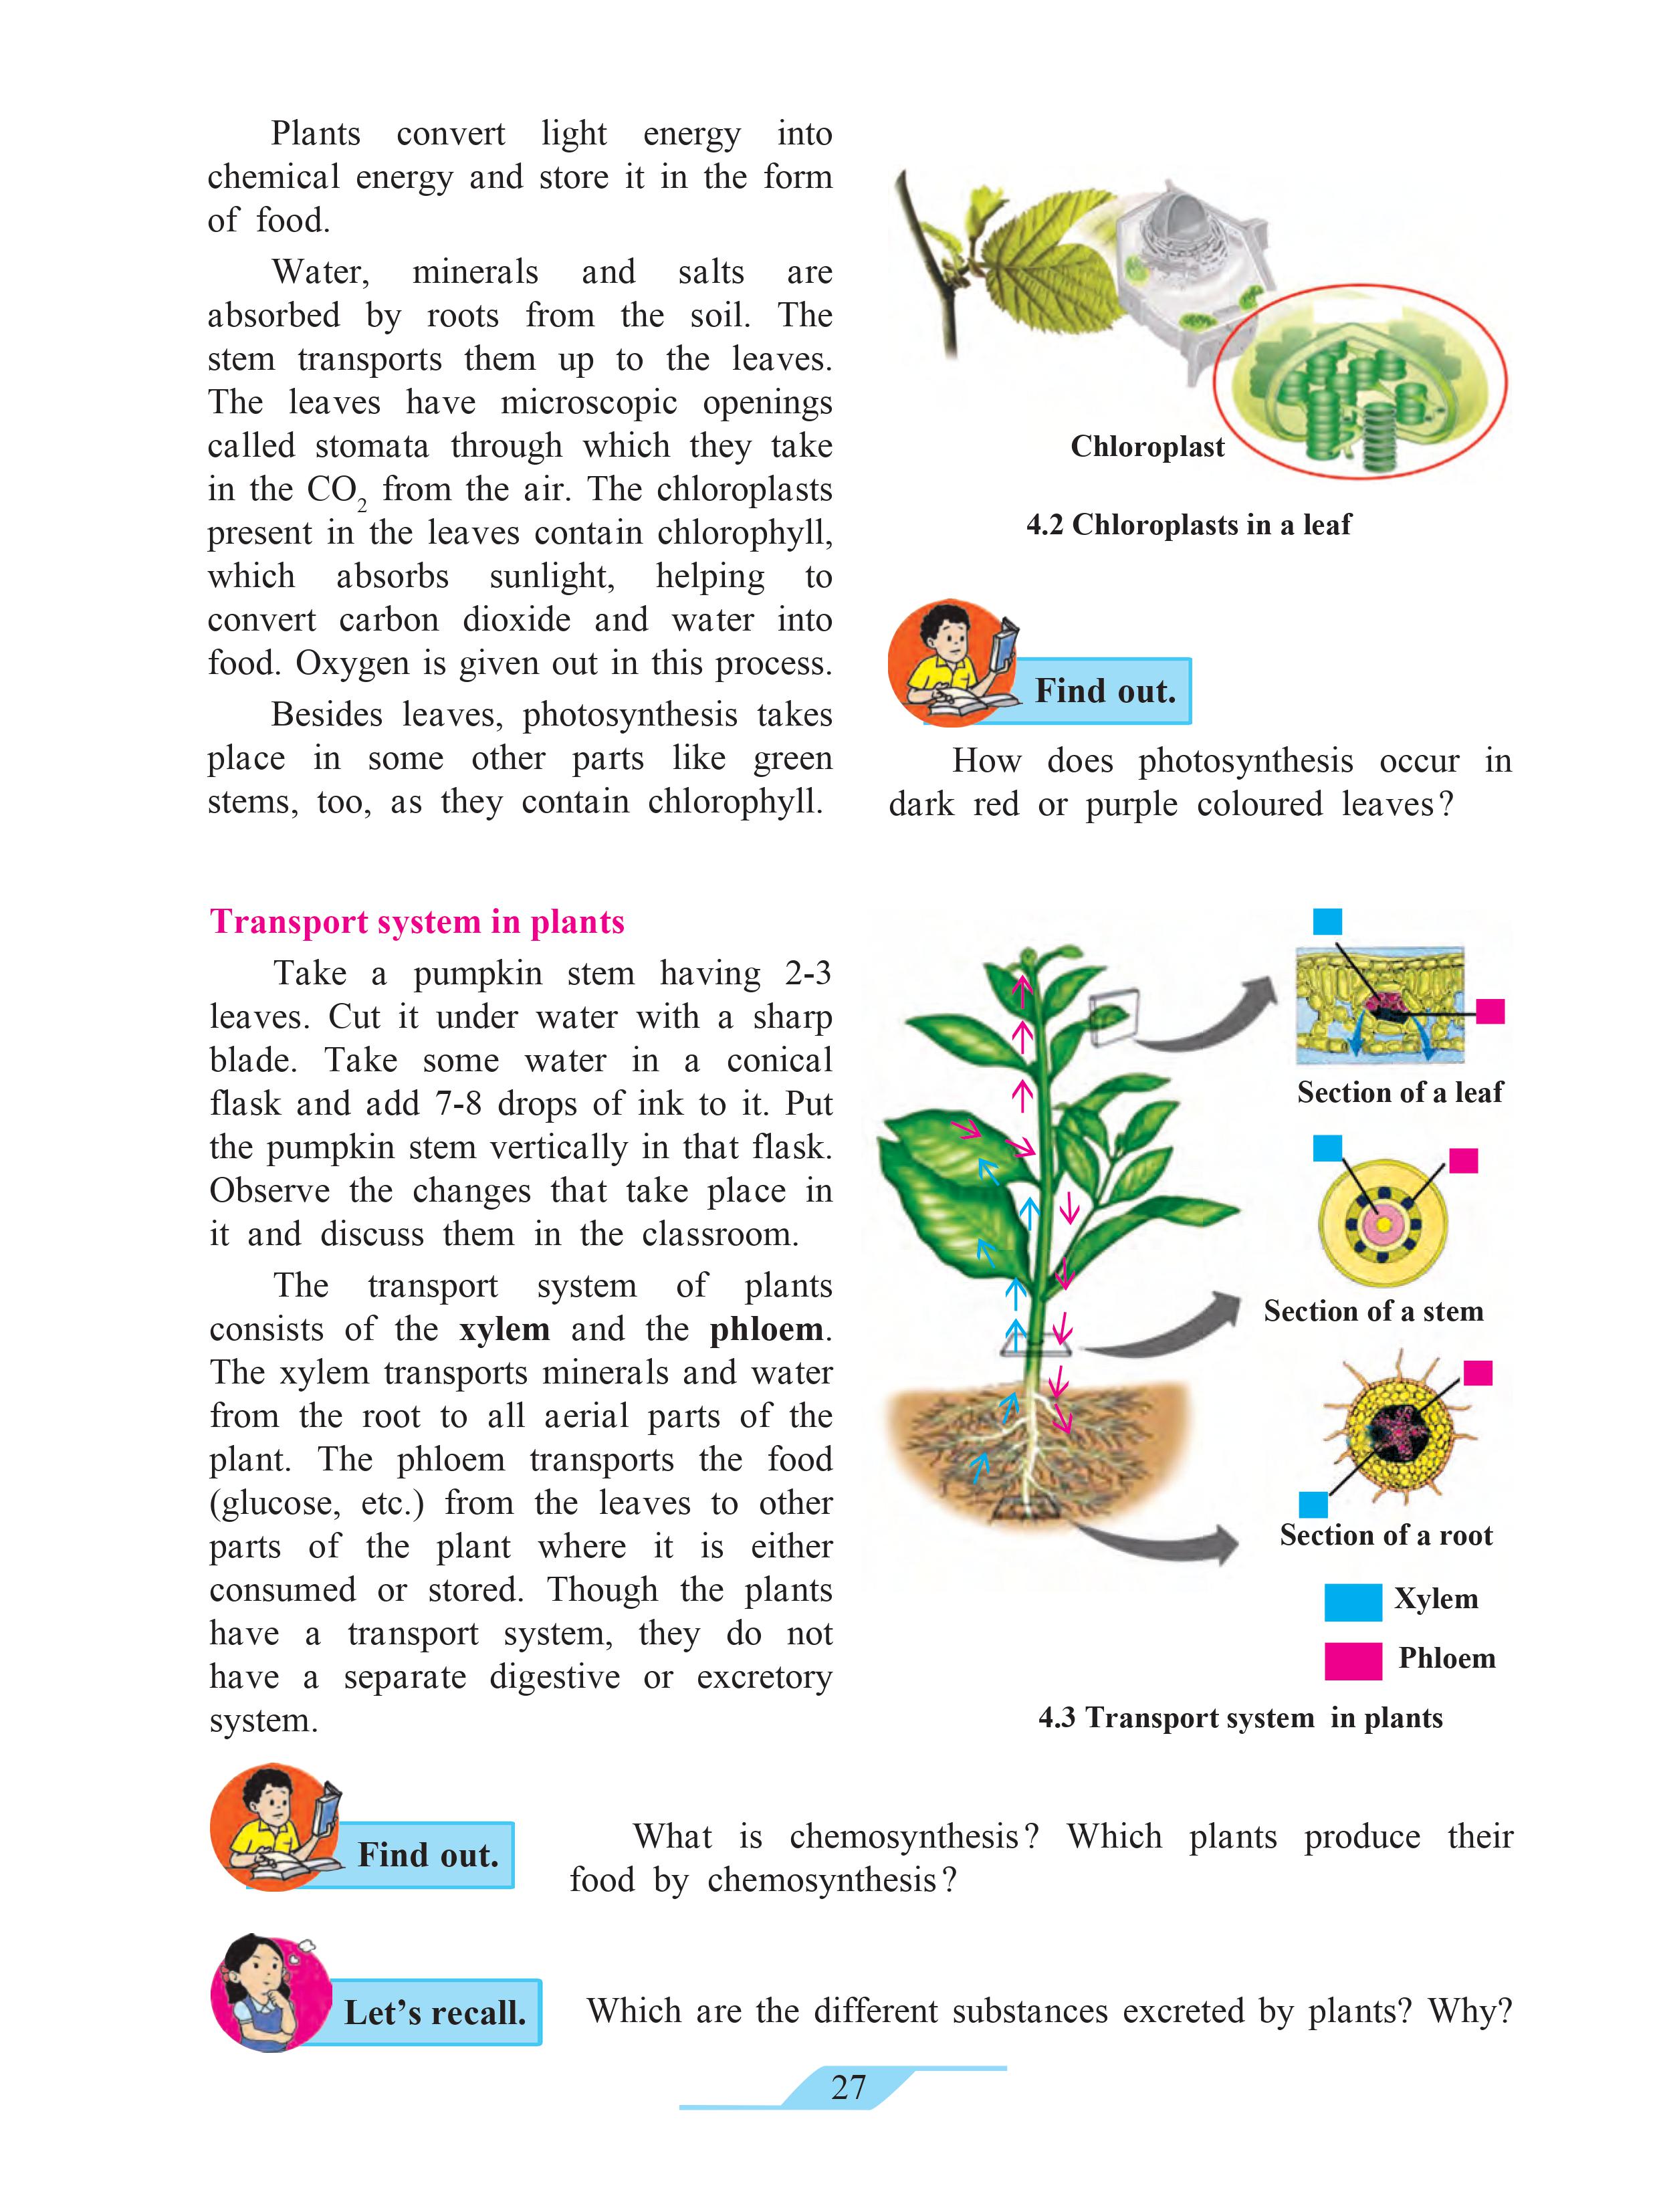 Plants convert light energy into
chemical energy and store it in the form
of food.
Water, minerals and salts are
absorbed by roots from the soil. The
stem transports them up to the leaves.
The leaves have microscopic openings
called stomata through which they take
in the CO₂ from the air. The chloroplasts
present in the leaves contain chlorophyll,
which absorbs sunlight, helping to
convert carbon dioxide and water into
food. Oxygen is given out in this process.
Besides leaves, photosynthesis takes
place in some other parts like green
stems, too, as they contain chlorophyll.
Chloroplast
4.2 Chloroplasts in a leaf
Find out.
How does photosynthesis occur in
dark red or purple coloured leaves?
Transport system in plants
Take a pumpkin stem having 2-3
leaves. Cut it under water with a sharp
blade. Take some water in a conical
flask and add 7-8 drops of ink to it. Put
the pumpkin stem vertically in that flask.
Observe the changes that take place in
it and discuss them in the classroom.
The transport system of plants
consists of the xylem and the phloem.
The xylem transports minerals and water
from the root to all aerial parts of the
plant. The phloem transports the food
(glucose, etc.) from the leaves to other
parts of the plant where it is either
consumed or stored. Though the plants
have a transport system, they do not
have a separate digestive or excretory
system.
Section of a leaf
Section of a stem
Section of a root
Xylem
Phloem
4.3 Transport system in plants
Find out.
What is chemosynthesis? Which plants produce their
food by chemosynthesis?
Let's recall.
Which are the different substances excreted by plants? Why?
27